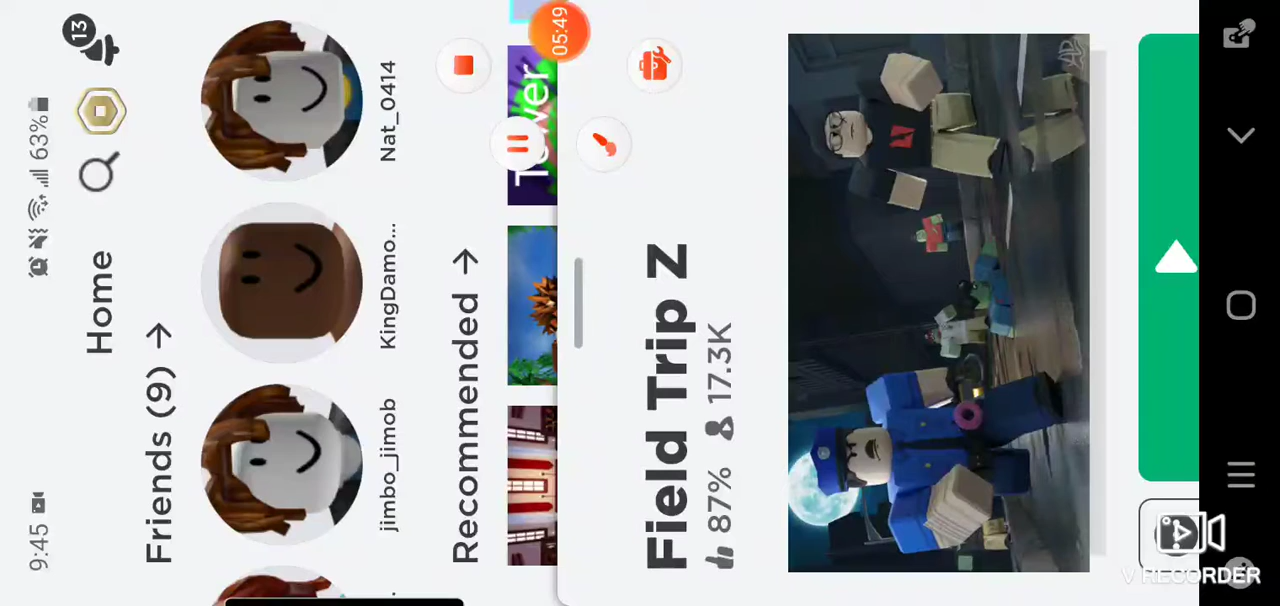 9:45
63%
Home
13
Friends (9) →
jimbo_jimob
KingDamo...
Nat_0414
Recommended →
Tower
05:49
Field Trip Z
87% 17.3K
V RECORDER